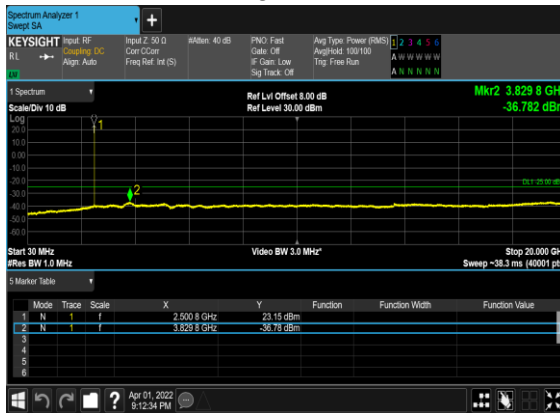 Spectrum Analyzer 1
Swept SA
+
KEYSIGHT Input: RF Input Z: 50 Ω #Atten: 40 dB PNO: Fast Avg Type: Power (RMS) 1 2 3 4 5 6
RL Coupling: DC Corr CCorr Gate: Off Avg|Hold: 100/100 A W W W W W
Align: Auto Freq Ref: Int (S) IF Gain: Low Trig: Free Run
Sig Track: Off A N N N N N
1 Spectrum Ref Lvl Offset 8.00 dB Mkr2 3.829 8 GH
Scale/Div 10 dB Ref Level 30.00 dBm -36.782 dB
Log
20.0
10.0
0.00
-10.0
-20.0
-30.0
-40.0
-50.0
-60.0
1
2
Start 30 MHz Video BW 3.0 MHz* Stop 20.000 GH
#Res BW 1.0 MHz Sweep ~38.3 ms (40001 pt
5 Marker Table
Mode Trace Scale X Y Function Function Width Function Value
1 N 1 f 2.500 8 GHz 23.15 dBm
2 N 1 f 3.829 8 GHz -36.78 dBm
3
4
5
6
? Apr 01, 2022
9:12:34 PM